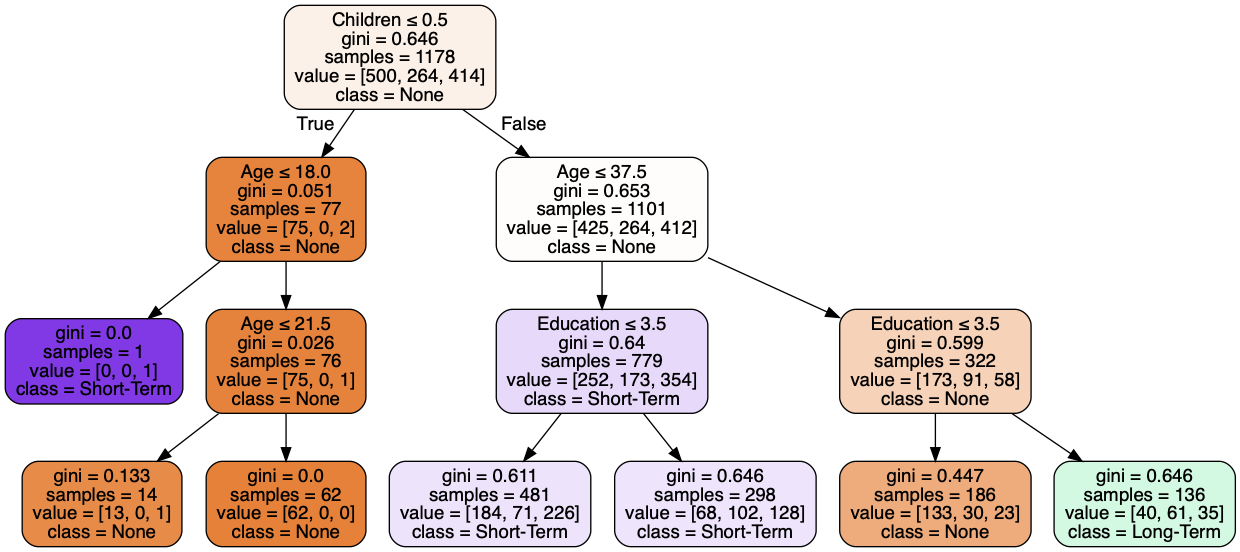 Children ≤ 0.5
gini = 0.646
samples = 1178
value = [500, 264, 414]
class = None
True
False
Age ≤ 18.0
gini = 0.051
samples = 77
value = [75, 0, 2]
class = None
Age ≤ 37.5
gini = 0.653
samples = 1101
value = [425, 264, 412]
class = None
gini = 0.0
samples = 1
value = [0, 0, 1]
class = Short-Term
Age ≤ 21.5
gini = 0.026
samples = 76
value = [75, 0, 1]
class = None
Education ≤ 3.5
gini = 0.64
samples = 779
value = [252, 173, 354]
class = Short-Term
Education ≤ 3.5
gini = 0.599
samples = 322
value = [173, 91, 58]
class = None
gini = 0.133
samples = 14
value = [13, 0, 1]
class = None
gini = 0.0
samples = 62
value = [62, 0, 0]
class = None
gini = 0.611
samples = 481
value = [184, 71, 226]
class = Short-Term
gini = 0.646
samples = 298
value = [68, 102, 128]
class = Short-Term
gini = 0.447
samples = 186
value = [133, 30, 23]
class = None
gini = 0.646
samples = 136
value = [40, 61, 35]
class = Long-Term